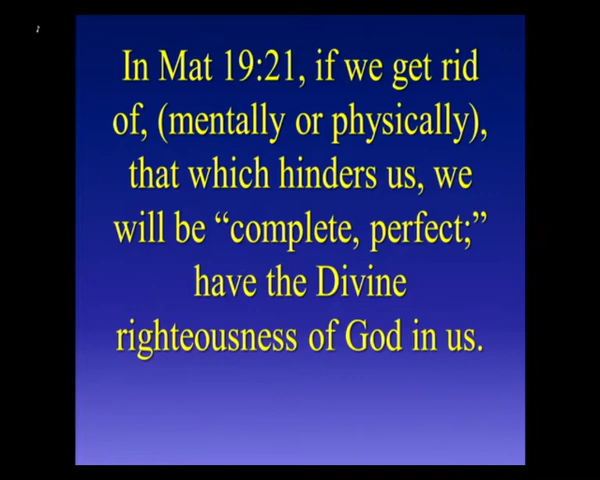 In Mat 19:21, if we get rid
of, (mentally or physically),
that which hinders us, we
will be “complete, perfect;”
have the Divine
righteousness of God in us.